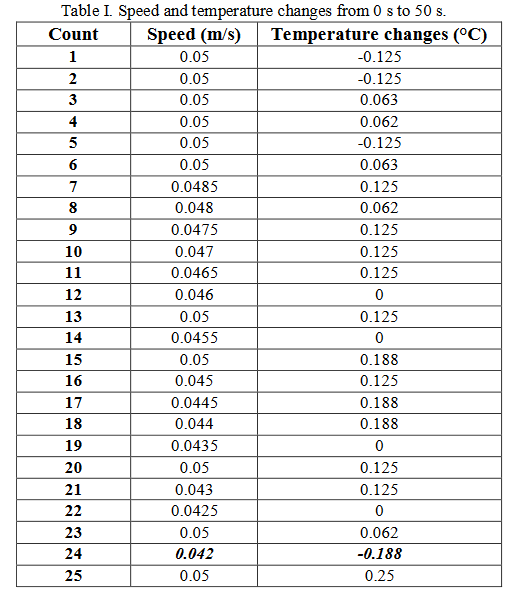 Table I. Speed and temperature changes from 0 s to 50 s.
Count Speed (m/s) Temperature changes (°C)
1 0.05 -0.125
2 0.05 -0.125
3 0.05 0.063
4 0.05 0.062
5 0.05 -0.125
6 0.05 0.063
7 0.0485 0.125
8 0.048 0.062
9 0.0475 0.125
10 0.047 0.125
11 0.0465 0.125
12 0.046 0
13 0.05 0.125
14 0.0455 0
15 0.05 0.188
16 0.045 0.125
17 0.0445 0.188
18 0.044 0.188
19 0.0435 0
20 0.05 0.125
21 0.043 0.125
22 0.0425 0
23 0.05 0.062
24 0.042 -0.188
25 0.05 0.25